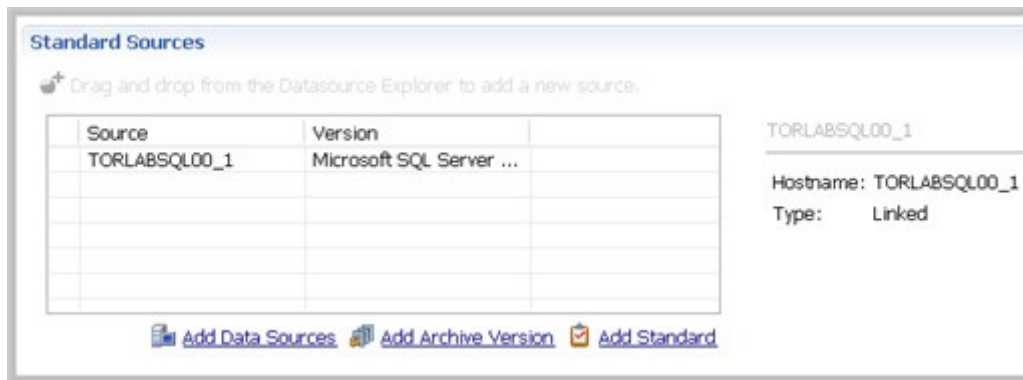 Standard Sources
Drag and drop from the Datasource Explorer to add a new source.
Source Version
TORLABSQL00_1 Microsoft SQL Server ...
TORLABSQL00_1
Hostname: TORLABSQL00_1
Type: Linked
Add Data Sources Add Archive Version Add Standard